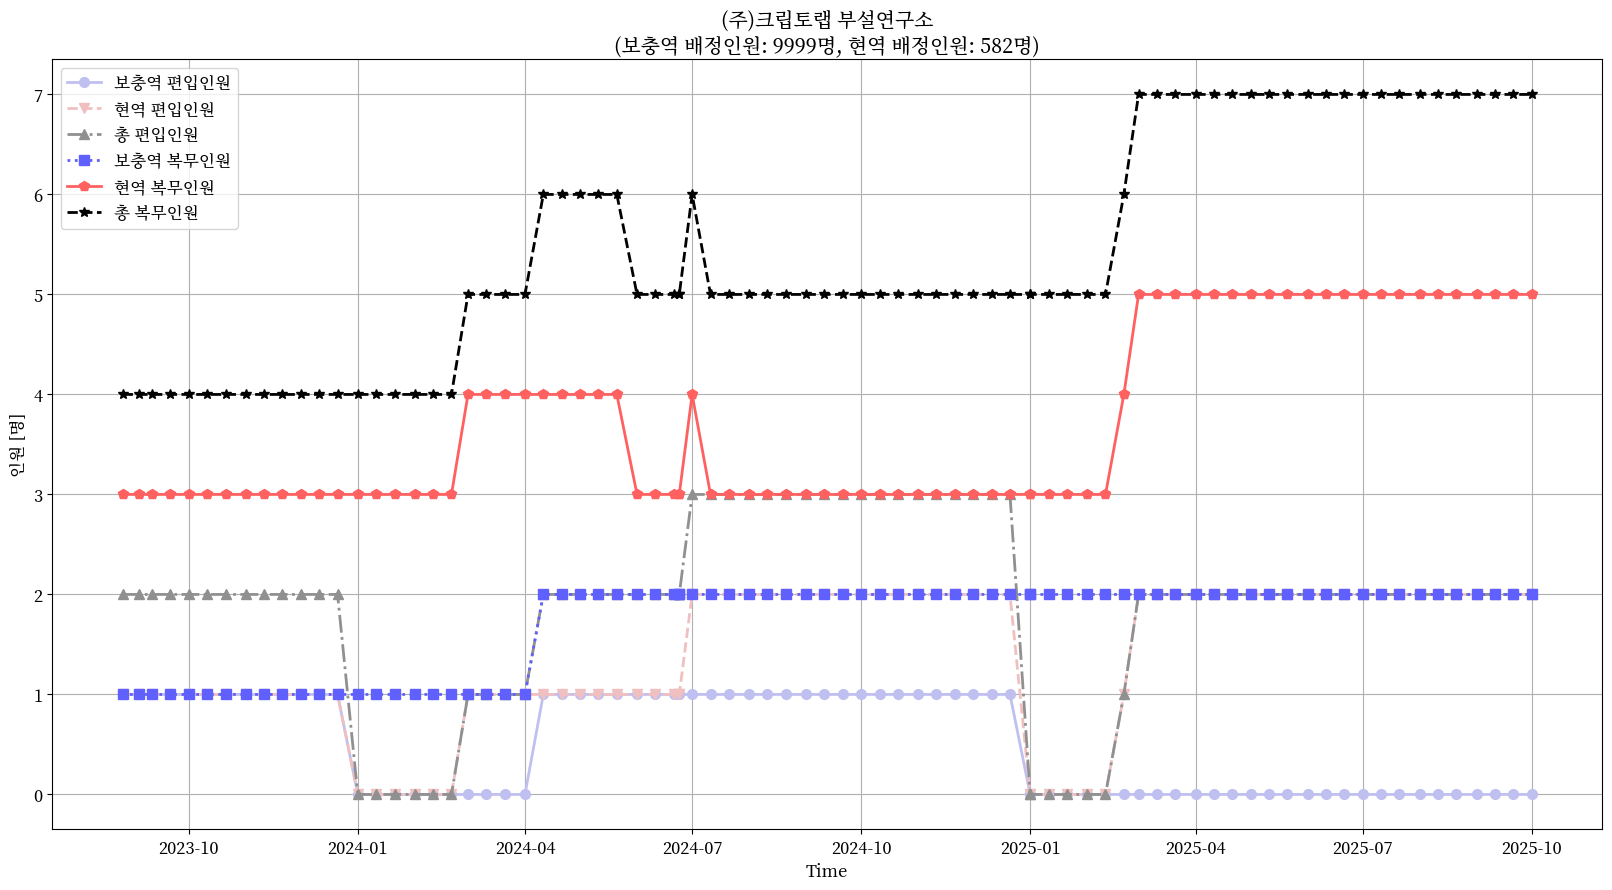 (주)크립토랩 부설연구소
(보충역 배정인원: 9999명, 현역 배정인원: 582명)
보충역 편입인원
현역 편입인원
총 편입인원
보충역 복무인원
현역 복무인원
총 복무인원
7
6
5
4
3
2
1
0
인원 [명]
2023-10 2024-01 2024-04 2024-07 2024-10 2025-01 2025-04 2025-07 2025-10
Time